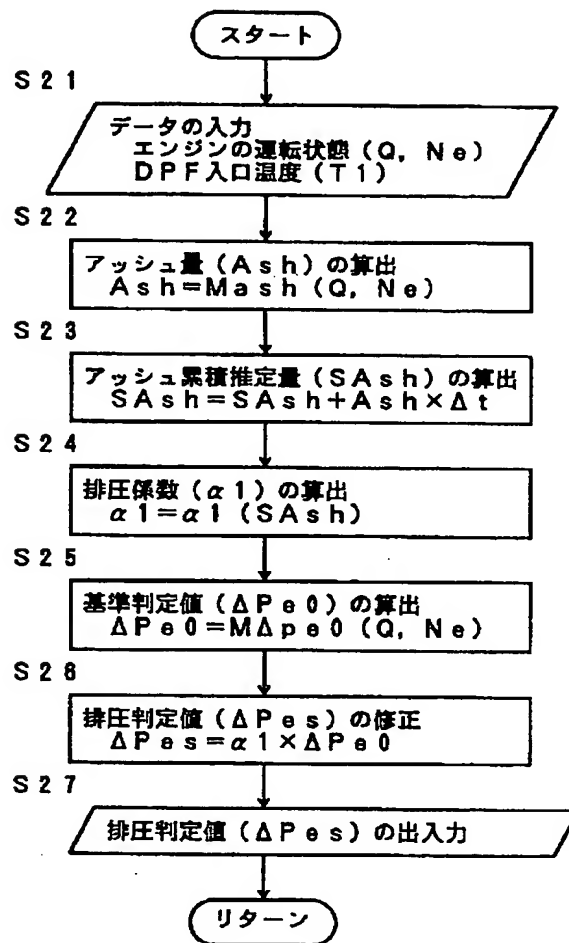 スタート
S21
データの入力
エンジンの運転状態(Q, Ne)
DPF入口温度(T1)
S22
アッシュ量(Ash)の算出
Ash=Mash(Q, Ne)
S23
アッシュ累積推定量(SAsh)の算出
SAsh=SAsh+Ash×Δt
S24
排圧係数(α1)の算出
α1=α1(SAsh)
S25
基準判定値(ΔPe0)の算出
ΔPe0=MΔpe0(Q, Ne)
S26
排圧判定値(ΔPes)の修正
ΔPes=α1×ΔPe0
S27
排圧判定値(ΔPes)の出入力
リターン